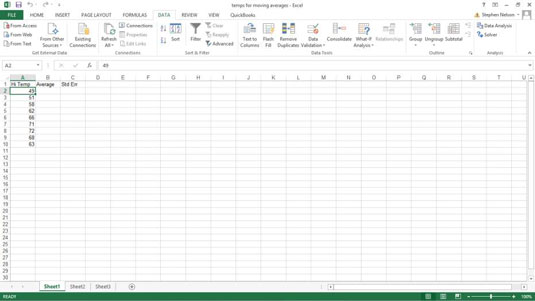 temps for moving averages - Excel
FILE HOME INSERT PAGE LAYOUT FORMULAS DATA REVIEW VIEW QuickBooks Stephen Nelson
From Access
From Web
From Text
From Other Sources
Existing Connections
Get External Data
Refresh All
Connections
Properties
Edit Links
Connections
Sort
Filter
Clear
Reapply
Advanced
Sort & Filter
Text to Columns
Flash Fill
Remove Duplicates
Data Validation
Consolidate
What-If Analysis
Relationships
Data Tools
Group
Ungroup
Subtotal
Outline
Data Analysis
Solver
Analysis
A2 fx 49
A B C D E F G H I J K L M N O P Q R S T U
1 Hi Temp Average Std Err
2 49
3 51
4 58
5 62
6 66
7 71
8 72
9 68
10 63
11
12
13
14
15
16
17
18
19
20
21
22
23
24
25
26
27
28
29
30
Sheet1 Sheet2 Sheet3
READY 100%